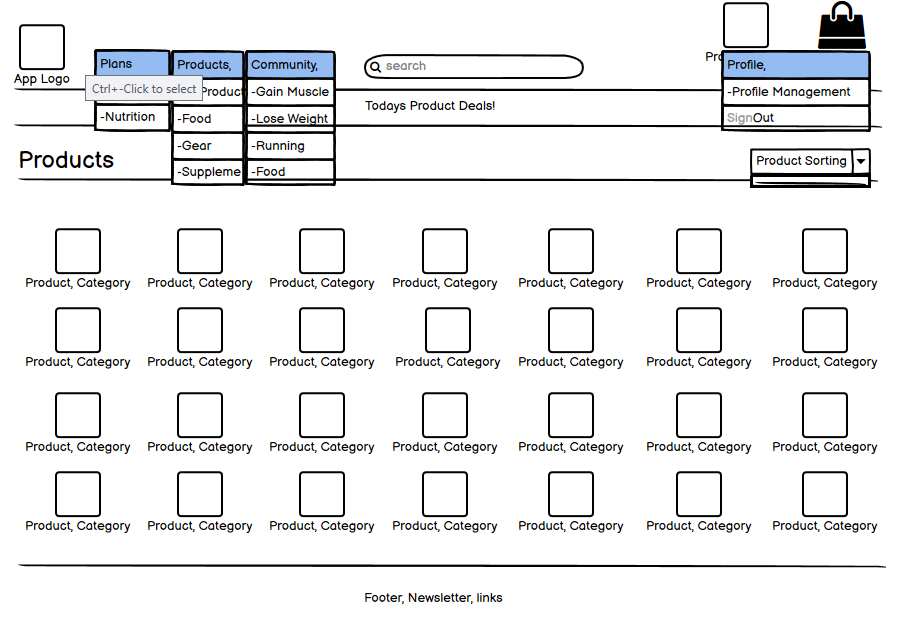 App Logo
Plans
Products,
Community,
search
Pro
Profile,
Ctrl+-Click to select
Product
-Gain Muscle
-Profile Management
Todays Product Deals!
-Nutrition
-Food
-Lose Weight
SignOut
-Gear
-Running
Products
Product Sorting
-Suppleme
-Food
Product, Category Product, Category Product, Category Product, Category Product, Category Product, Category Product, Category
Product, Category Product, Category Product, Category Product, Category Product, Category Product, Category Product, Category
Product, Category Product, Category Product, Category Product, Category Product, Category Product, Category Product, Category
Product, Category Product, Category Product, Category Product, Category Product, Category Product, Category Product, Category
Footer, Newsletter, links